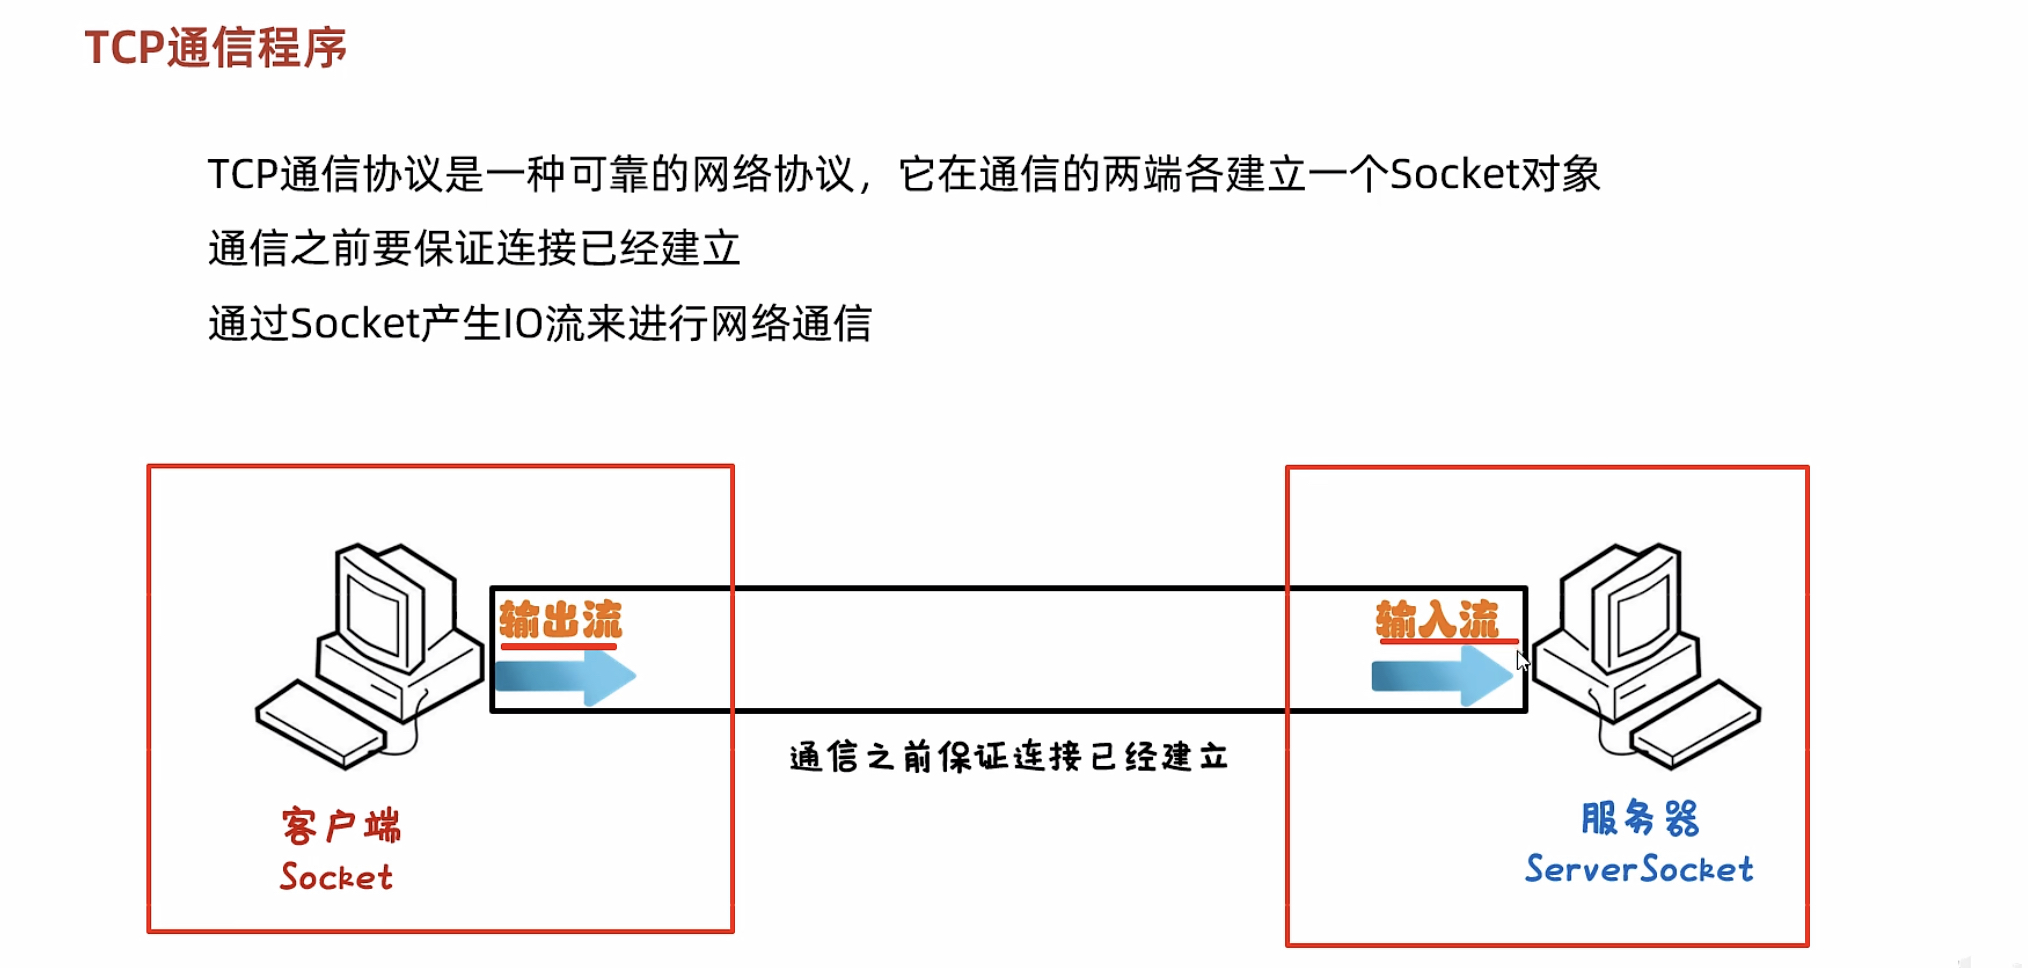 TCP通信程序
TCP通信协议是一种可靠的网络协议，它在通信的两端各建立一个Socket对象
通信之前要保证连接已经建立
通过Socket产生IO流来进行网络通信
输出流
输入流
通信之前保证连接已经建立
客户端
Socket
服务器
ServerSocket